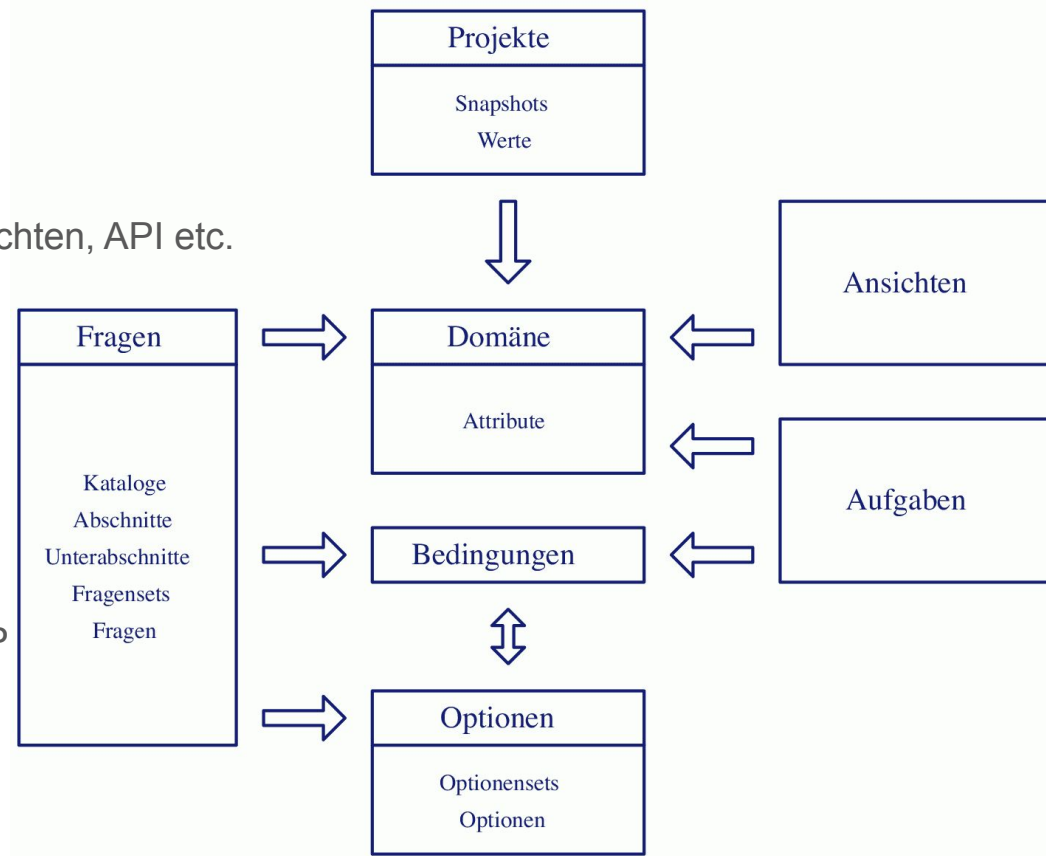 Projekte
Snapshots
Werte
chten, API etc.
Ansichten
Fragen
Domäne
Attribute
Kataloge
Abschnitte
Unterabschnitte
Fragensets
Fragen
Aufgaben
Bedingungen
Optionen
Optionensets
Optionen